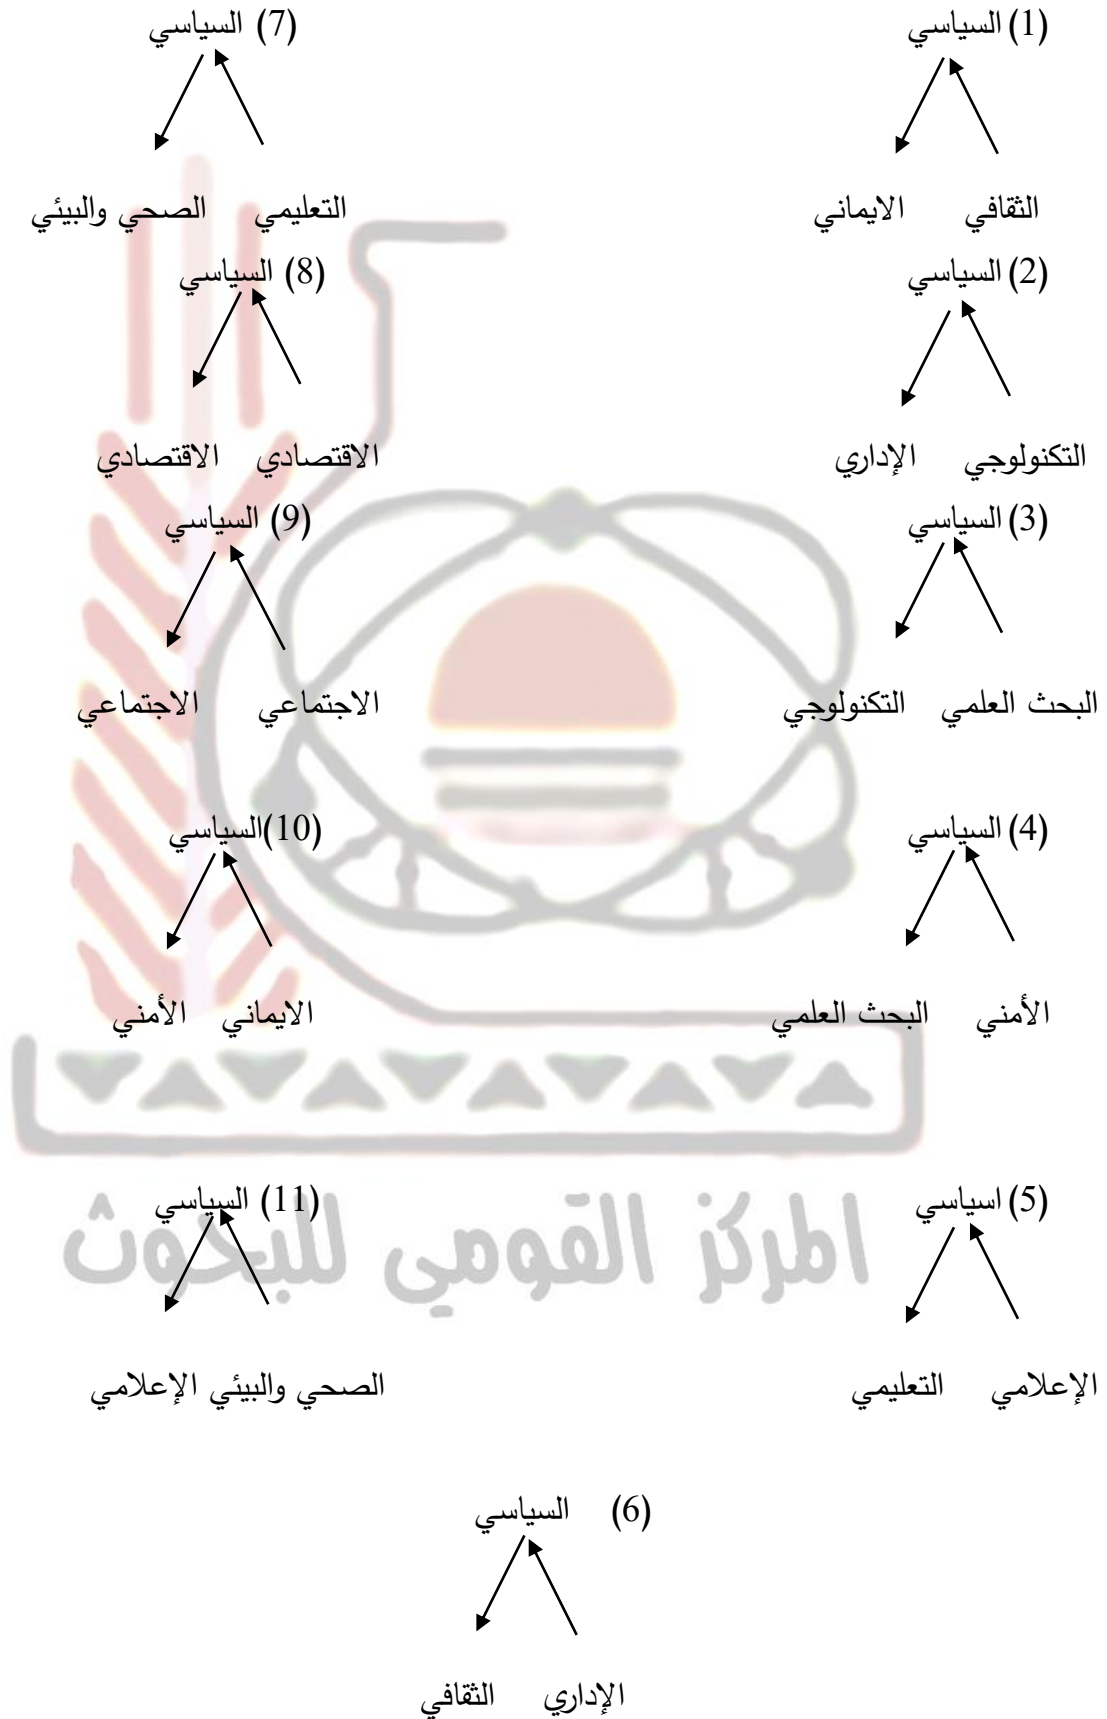 (1) السياسي
الثقافي الايماني
(2) السياسي
التكنولوجي الإداري
(3) السياسي
البحث العلمي التكنولوجي
(4) السياسي
الأمني البحث العلمي
(5) اسياسي
الإعلامي التعليمي
(7) السياسي
التعليمي الصحي والبيئي
(8) السياسي
الاقتصادي الاقتصادي
(9) السياسي
الاجتماعي الاجتماعي
(10)السياسي
الايماني الأمني
(11) السياسي
الصحي والبيئي الإعلامي
(6) السياسي
الإداري الثقافي
المركز القومي للبحوث